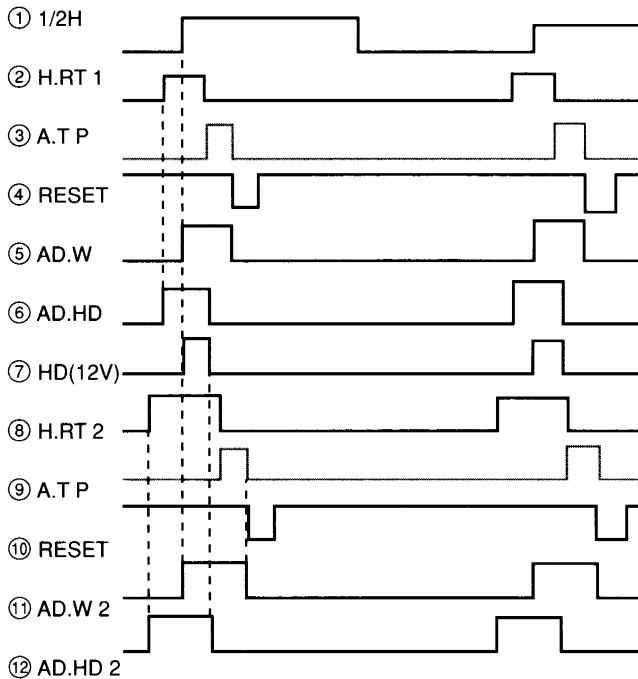 ① 1/2H
② H.RT 1
③ A.T P
④ RESET
⑤ AD.W
⑥ AD.HD
⑦ HD(12V)
⑧ H.RT 2
⑨ A.T P
⑩ RESET
⑪ AD.W 2
⑫ AD.HD 2